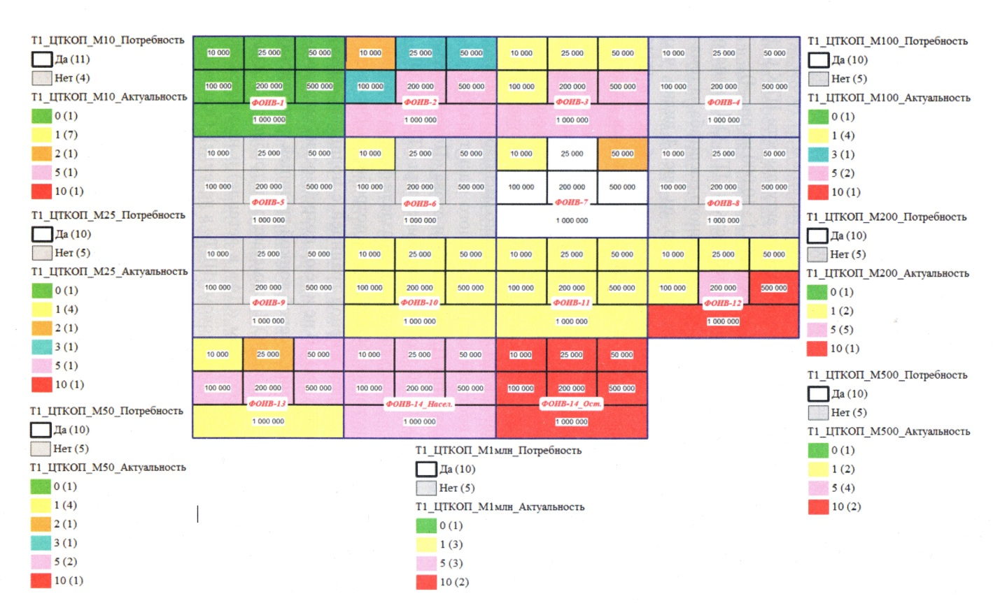 Т1_ЦТКОП_М10_Потребность
Да (11)
Нет (4)
Т1_ЦТКОП_М10_Актуальность
0 (1)
1 (7)
2 (1)
5 (1)
10 (1)
Т1_ЦТКОП_М25_Потребность
Да (10)
Нет (5)
Т1_ЦТКОП_М25_Актуальность
0 (1)
1 (4)
2 (1)
3 (1)
5 (1)
10 (1)
Т1_ЦТКОП_М50_Потребность
Да (10)
Нет (5)
Т1_ЦТКОП_М50_Актуальность
0 (1)
1 (4)
2 (1)
3 (1)
5 (2)
10 (1)
10 000 25 000 50 000
100 000 200 000 500 000
ФОИВ-1
1 000 000
10 000 25 000 50 000
100 000 200 000 500 000
ФОИВ-2
1 000 000
10 000 25 000 50 000
100 000 200 000 500 000
ФОИВ-3
1 000 000
10 000 25 000 50 000
100 000 200 000 500 000
ФОИВ-4
1 000 000
10 000 25 000 50 000
100 000 200 000 500 000
ФОИВ-5
1 000 000
10 000 25 000 50 000
100 000 200 000 500 000
ФОИВ-6
1 000 000
10 000 25 000 50 000
100 000 200 000 500 000
ФОИВ-7
1 000 000
10 000 25 000 50 000
100 000 200 000 500 000
ФОИВ-8
1 000 000
10 000 25 000 50 000
100 000 200 000 500 000
ФОИВ-9
1 000 000
10 000 25 000 50 000
100 000 200 000 500 000
ФОИВ-10
1 000 000
10 000 25 000 50 000
100 000 200 000 500 000
ФОИВ-11
1 000 000
10 000 25 000 50 000
100 000 200 000 500 000
ФОИВ-12
1 000 000
10 000 25 000 50 000
100 000 200 000 500 000
ФОИВ-13
1 000 000
10 000 25 000 50 000
100 000 200 000 500 000
ФОИВ-14_Насел.
1 000 000
10 000 25 000 50 000
100 000 200 000 500 000
ФОИВ-14_Ост.
1 000 000
Т1_ЦТКОП_М1млн_Потребность
Да (10)
Нет (5)
Т1_ЦТКОП_М1млн_Актуальность
0 (1)
1 (3)
5 (3)
10 (2)
Т1_ЦТКОП_М100_Потребность
Да (10)
Нет (5)
Т1_ЦТКОП_М100_Актуальность
0 (1)
1 (4)
3 (1)
5 (2)
10 (1)
Т1_ЦТКОП_М200_Потребность
Да (10)
Нет (5)
Т1_ЦТКОП_М200_Актуальность
0 (1)
1 (2)
5 (5)
10 (1)
Т1_ЦТКОП_М500_Потребность
Да (10)
Нет (5)
Т1_ЦТКОП_М500_Актуальность
0 (1)
1 (2)
5 (4)
10 (2)